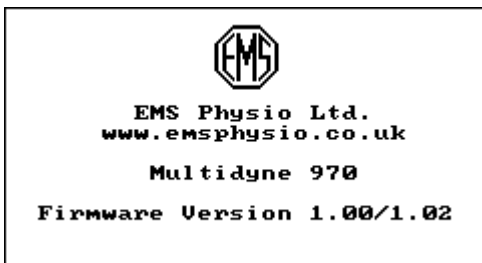 EMS
EMS Physio Ltd.
www.emsphysio.co.uk
Multidyne 970
Firmware Version 1.00/1.02